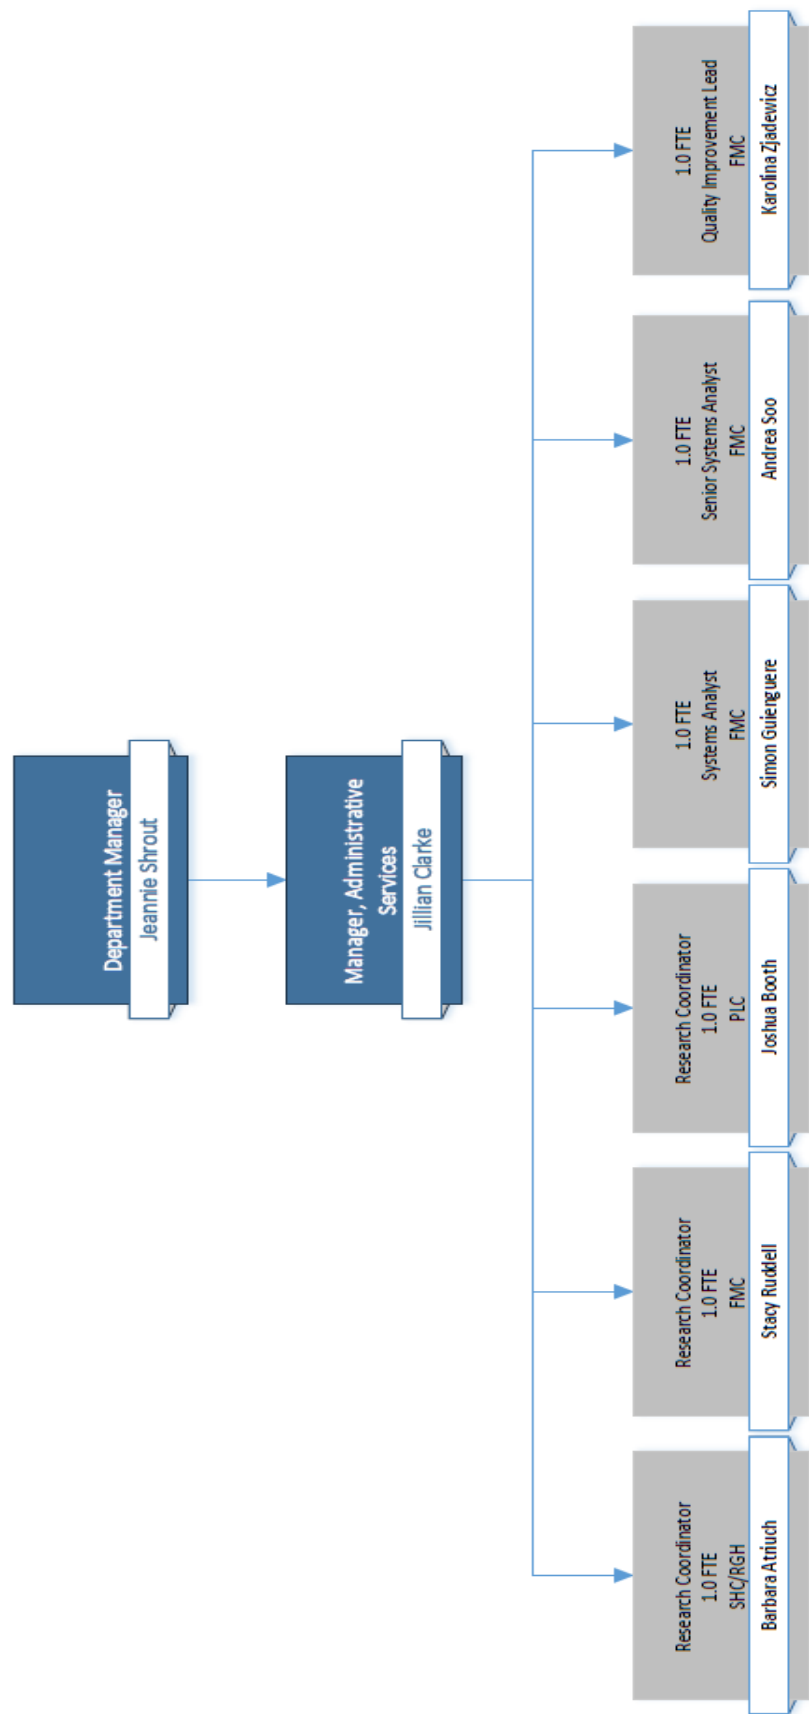 Department Manager
Jeannie Shrout
Manager, Administrative
Services
Jillian Clarke
Research Coordinator
1.0 FTE
SHC/RGH
Barbara Atriuch
Research Coordinator
1.0 FTE
FMC
Stacy Ruddell
Research Coordinator
1.0 FTE
PLC
Joshua Booth
1.0 FTE
Systems Analyst
FMC
Simon Guienguere
1.0 FTE
Senior Systems Analyst
FMC
Andrea Soo
1.0 FTE
Quality Improvement Lead
FMC
Karolina Zjadewicz